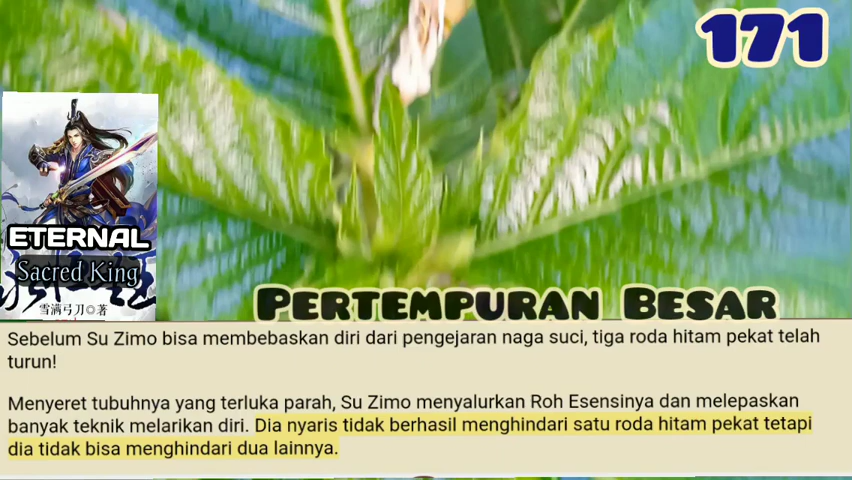 171
ETERNAL
Sacred King
雪满弓刀◎著
PERTEMPURAN BESAR
Sebelum Su Zimo bisa membebaskan diri dari pengejaran naga suci, tiga roda hitam pekat telah
turun!
Menyeret tubuhnya yang terluka parah, Su Zimo menyalurkan Roh Esensinya dan melepaskan
banyak teknik melarikan diri. Dia nyaris tidak berhasil menghindari satu roda hitam pekat tetapi
dia tidak bisa menghindari dua lainnya.